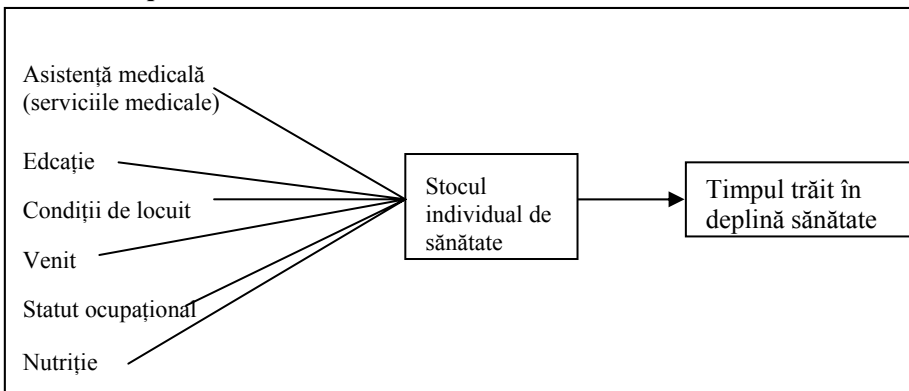 Asistență medicală
(serviciile medicale)
Edcație
Condiții de locuit
Venit
Statut ocupațional
Nutriție
Stocul
individual de
sănătate
Timpul trăit în
deplină sănătate